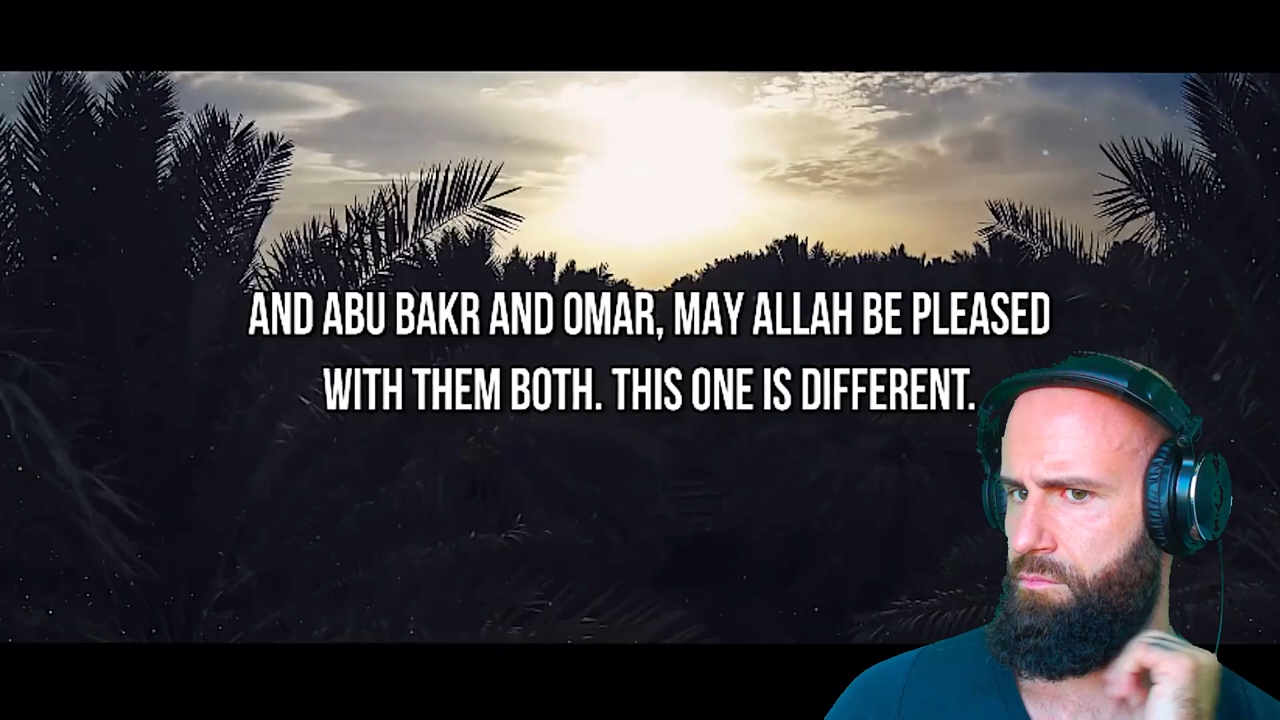 AND ABU BAKR AND OMAR, MAY ALLAH BE PLEASED
WITH THEM BOTH. THIS ONE IS DIFFERENT.